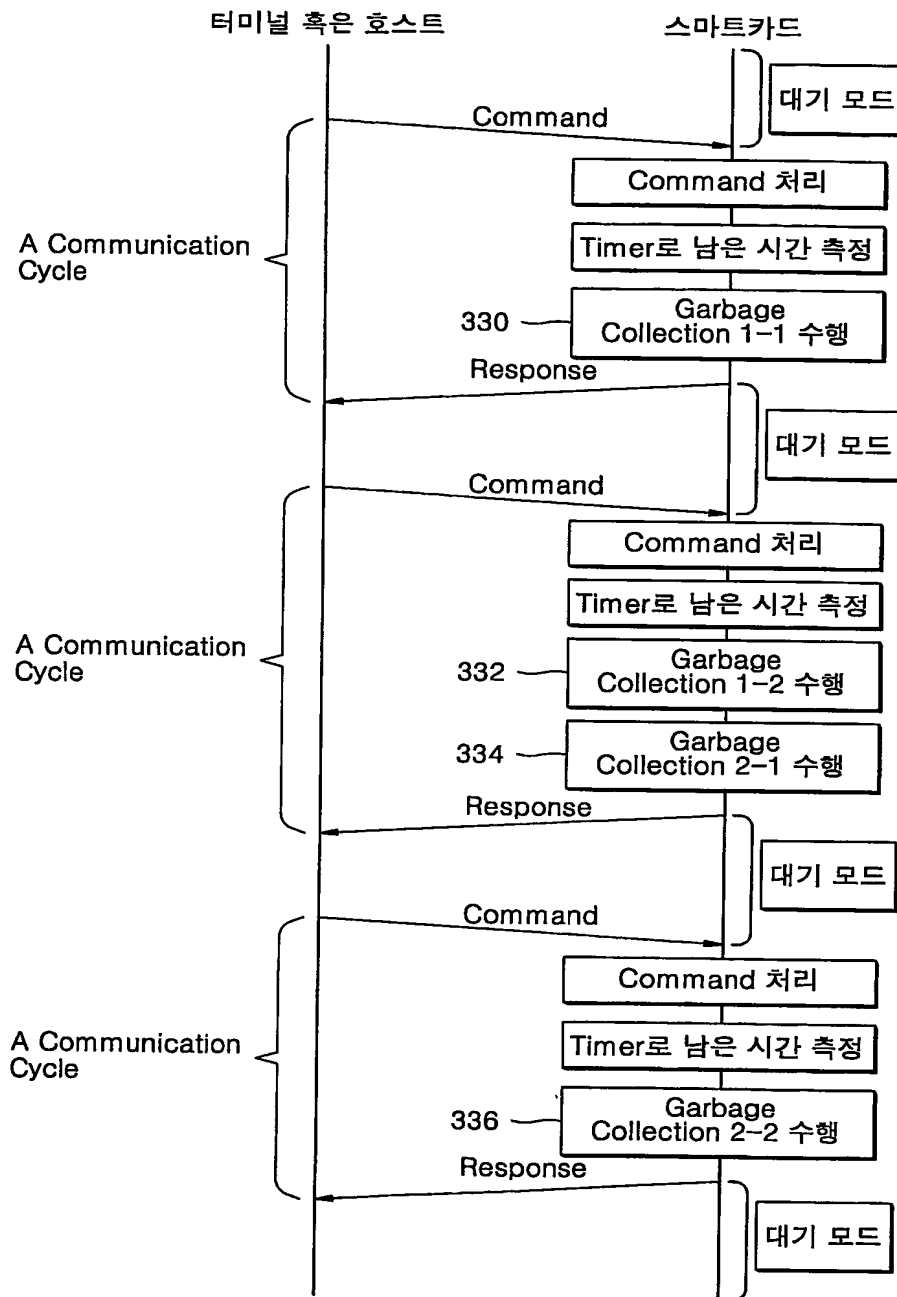 터미널 혹은 호스트
스마트카드
대기 모드
Command
Command 처리
A Communication
Cycle
Timer로 남은 시간 측정
330
Garbage
Collection 1-1 수행
Response
대기 모드
Command
Command 처리
Timer로 남은 시간 측정
A Communication
Cycle
332
Garbage
Collection 1-2 수행
334
Garbage
Collection 2-1 수행
Response
대기 모드
Command
Command 처리
A Communication
Cycle
Timer로 남은 시간 측정
336
Garbage
Collection 2-2 수행
Response
대기 모드